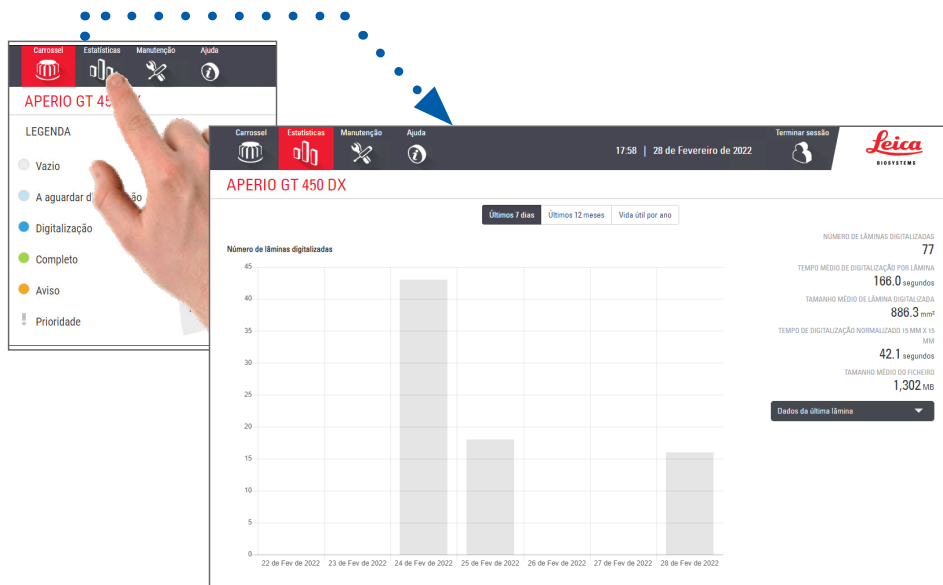 Carrossel
Estatísticas
Manutenção
Ajuda
APERIO GT 45
LEGENDA
Vazio
A aguardar d
ão
Digitalização
Completo
Aviso
Prioridade
Carrossel
Estatísticas
Manutenção
Ajuda
17:58 | 28 de Fevereiro de 2022
Terminar sessão
Leica
BIOSYSTEMS
APERIO GT 450 DX
Últimos 7 dias
Últimos 12 meses
Vida útil por ano
Número de lâminas digitalizadas
45
40
35
30
25
20
15
10
5
0
22 de Fev de 2022
23 de Fev de 2022
24 de Fev de 2022
25 de Fev de 2022
26 de Fev de 2022
27 de Fev de 2022
28 de Fev de 2022
NÚMERO DE LÂMINAS DIGITALIZADAS
77
TEMPO MÉDIO DE DIGITALIZAÇÃO POR LÂMINA
166.0 segundos
TAMANHO MÉDIO DE LÂMINA DIGITALIZADA
886.3 mm²
TEMPO DE DIGITALIZAÇÃO NORMALIZADO 15 MM X 15
MM
42.1 segundos
TAMANHO MÉDIO DO FICHEIRO
1,302 MB
Dados da última lâmina